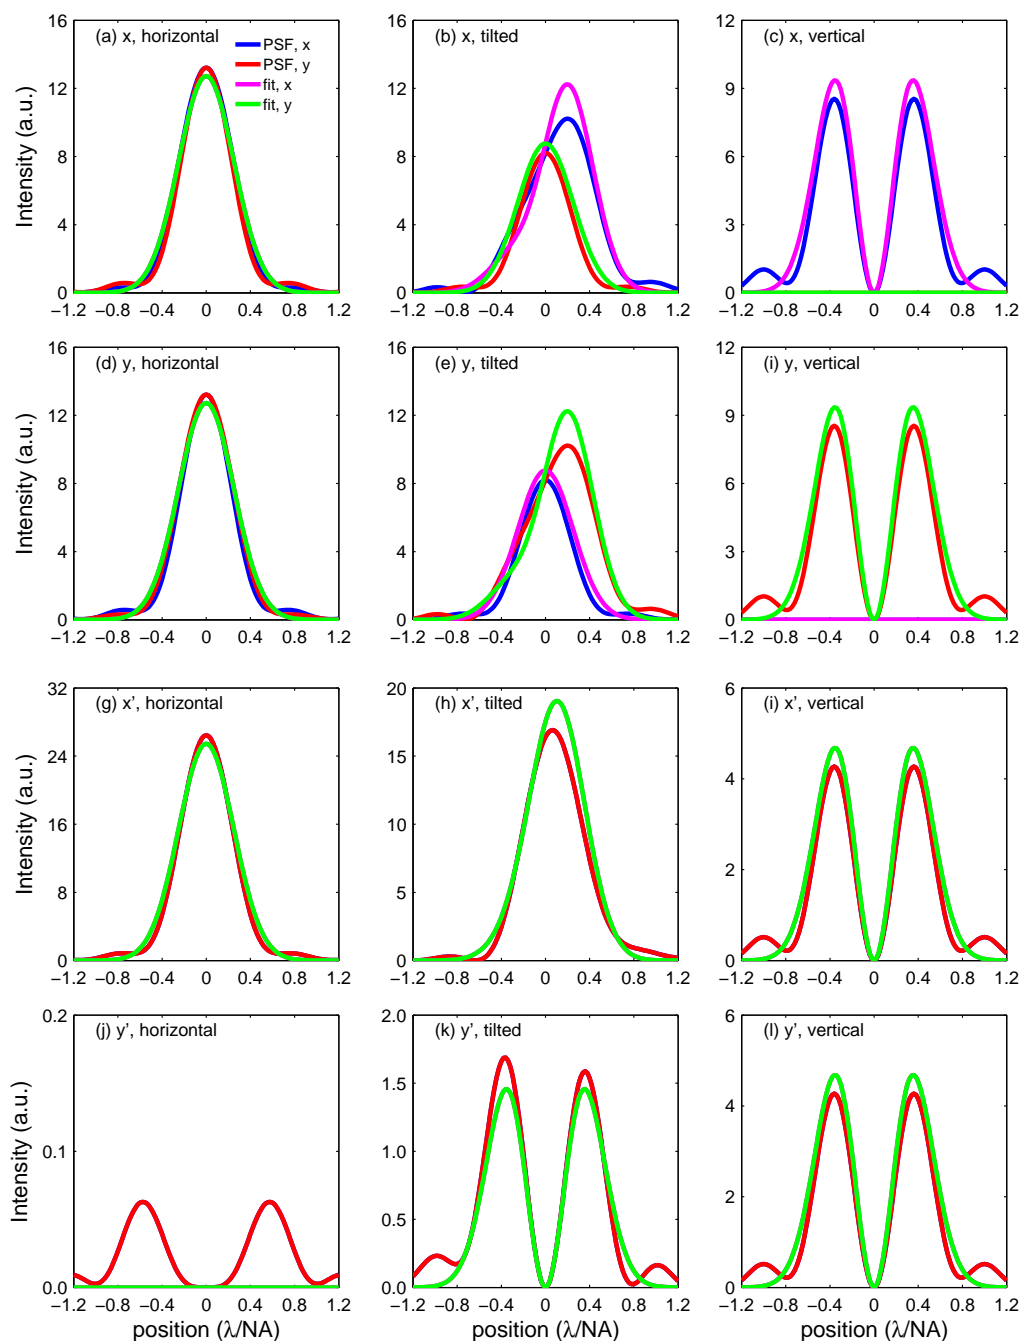 (a) x, horizontal
PSF, x
PSF, y
fit, x
fit, y
Intensity (a.u.)
16
12
8
4
0
−1.2 −0.8 −0.4 0 0.4 0.8 1.2
(b) x, tilted
16
12
8
4
0
−1.2 −0.8 −0.4 0 0.4 0.8 1.2
(c) x, vertical
12
9
6
3
0
−1.2 −0.8 −0.4 0 0.4 0.8 1.2
(d) y, horizontal
Intensity (a.u.)
16
12
8
4
0
−1.2 −0.8 −0.4 0 0.4 0.8 1.2
(e) y, tilted
16
12
8
4
0
−1.2 −0.8 −0.4 0 0.4 0.8 1.2
(i) y, vertical
12
9
6
3
0
−1.2 −0.8 −0.4 0 0.4 0.8 1.2
(g) x’, horizontal
Intensity (a.u.)
32
24
16
8
0
−1.2 −0.8 −0.4 0 0.4 0.8 1.2
(h) x’, tilted
20
15
10
5
0
−1.2 −0.8 −0.4 0 0.4 0.8 1.2
(i) x’, vertical
6
4
2
0
−1.2 −0.8 −0.4 0 0.4 0.8 1.2
(j) y’, horizontal
Intensity (a.u.)
0.2
0.1
0.0
−1.2 −0.8 −0.4 0 0.4 0.8 1.2
position (λ/NA)
(k) y’, tilted
2.0
1.5
1.0
0.5
0.0
−1.2 −0.8 −0.4 0 0.4 0.8 1.2
position (λ/NA)
(l) y’, vertical
6
4
2
0
−1.2 −0.8 −0.4 0 0.4 0.8 1.2
position (λ/NA)